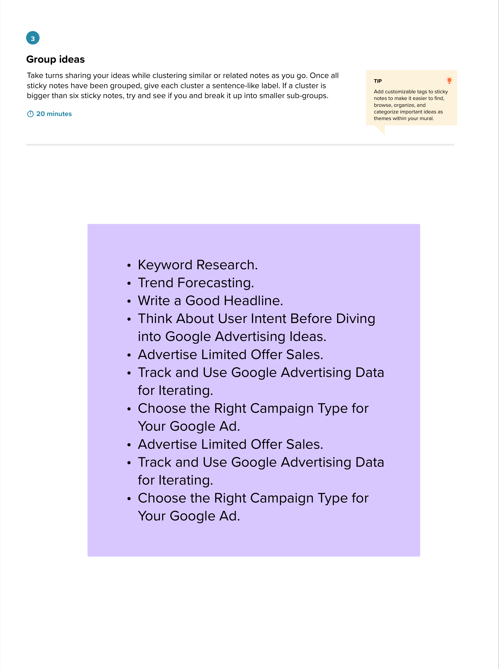 3
Group ideas
Take turns sharing your ideas while clustering similar or related notes as you go. Once all
sticky notes have been grouped, give each cluster a sentence-like label. If a cluster is
bigger than six sticky notes, try and see if you and break it up into smaller sub-groups.
20 minutes
TIP
Add customizable tags to sticky
notes to make it easier to find,
browse, organize, and
categorize important ideas as
themes within your mural.
• Keyword Research.
• Trend Forecasting.
• Write a Good Headline.
• Think About User Intent Before Diving
into Google Advertising Ideas.
• Advertise Limited Offer Sales.
• Track and Use Google Advertising Data
for Iterating.
• Choose the Right Campaign Type for
Your Google Ad.
• Advertise Limited Offer Sales.
• Track and Use Google Advertising Data
for Iterating.
• Choose the Right Campaign Type for
Your Google Ad.